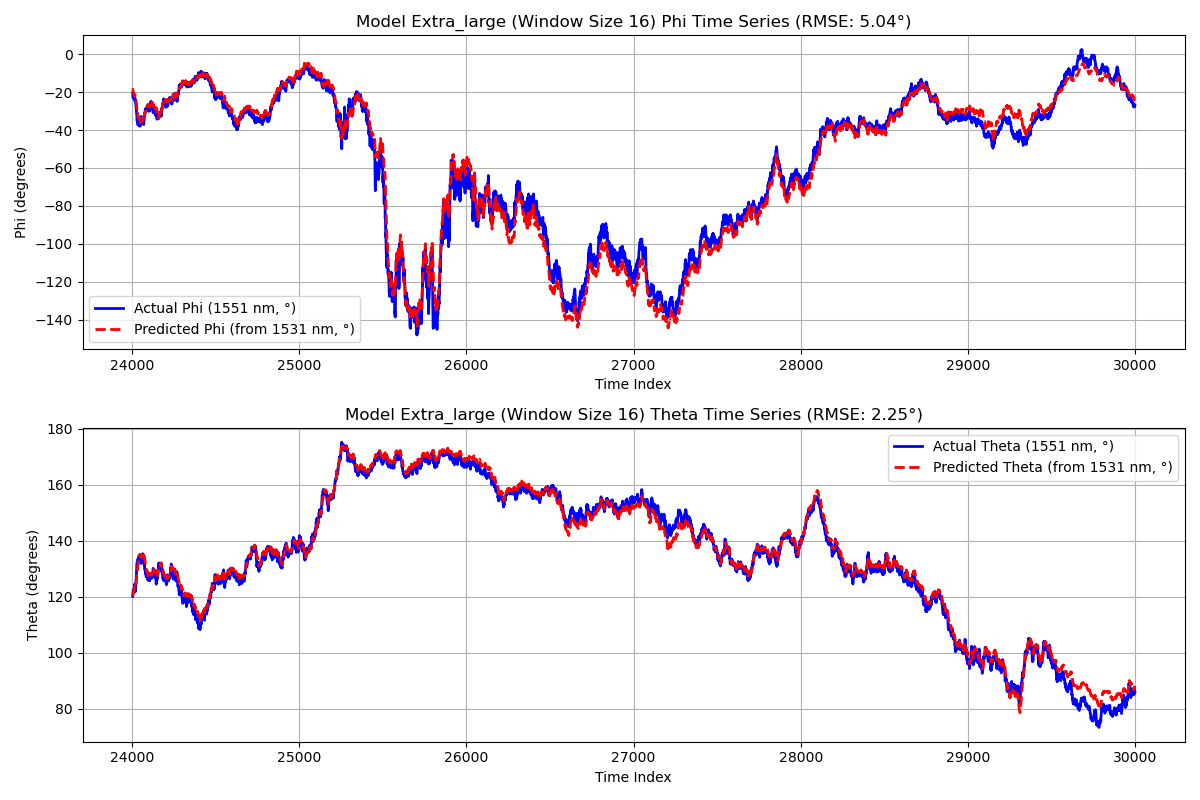 Model Extra_large (Window Size 16) Phi Time Series (RMSE: 5.04°)
Phi (degrees)
0
−20
−40
−60
−80
−100
−120
−140
Actual Phi (1551 nm, °)
Predicted Phi (from 1531 nm, °)
24000 25000 26000 27000 28000 29000 30000
Time Index
Model Extra_large (Window Size 16) Theta Time Series (RMSE: 2.25°)
Theta (degrees)
180
160
140
120
100
80
Actual Theta (1551 nm, °)
Predicted Theta (from 1531 nm, °)
24000 25000 26000 27000 28000 29000 30000
Time Index